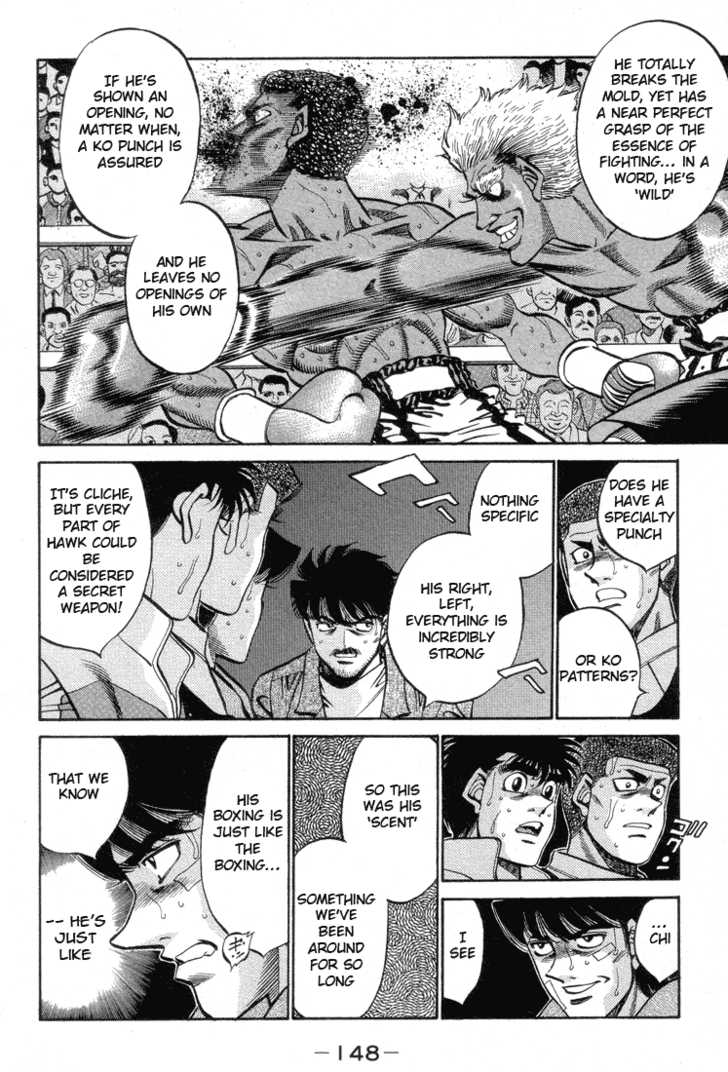 HE TOTALLY
BREAKS THE
MOLD, YET HAS
A NEAR PERFECT
GRASP OF THE
ESSENCE OF
FIGHTING... IN A
WORD, HE'S
'WILD'
IF HE'S
SHOWN AN
OPENING, NO
MATTER WHEN,
A KO PUNCH IS
ASSURED
AND HE
LEAVES NO
OPENINGS OF
HIS OWN
DOES HE
HAVE A
SPECIALTY
PUNCH
OR KO
PATTERNS?
NOTHING
SPECIFIC
HIS RIGHT,
LEFT,
EVERYTHING IS
INCREDIBLY
STRONG
IT'S CLICHE,
BUT EVERY
PART OF
HAWK COULD
BE
CONSIDERED
A SECRET
WEAPON!
...
CHI
I
SEE
SO THIS
WAS HIS
'SCENT'
SOMETHING
WE'VE
BEEN
AROUND
FOR SO
LONG
HIS
BOXING IS
JUST LIKE
THE
BOXING...
THAT WE
KNOW
-- HE'S
JUST
LIKE
-148-